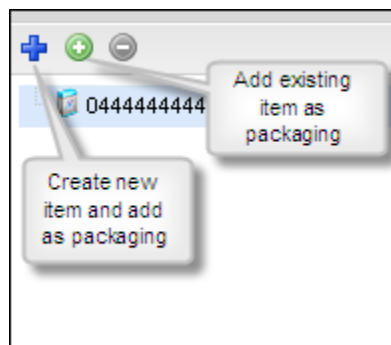 Add existing
item as
packaging
0444444444
Create new
item and add
as packaging